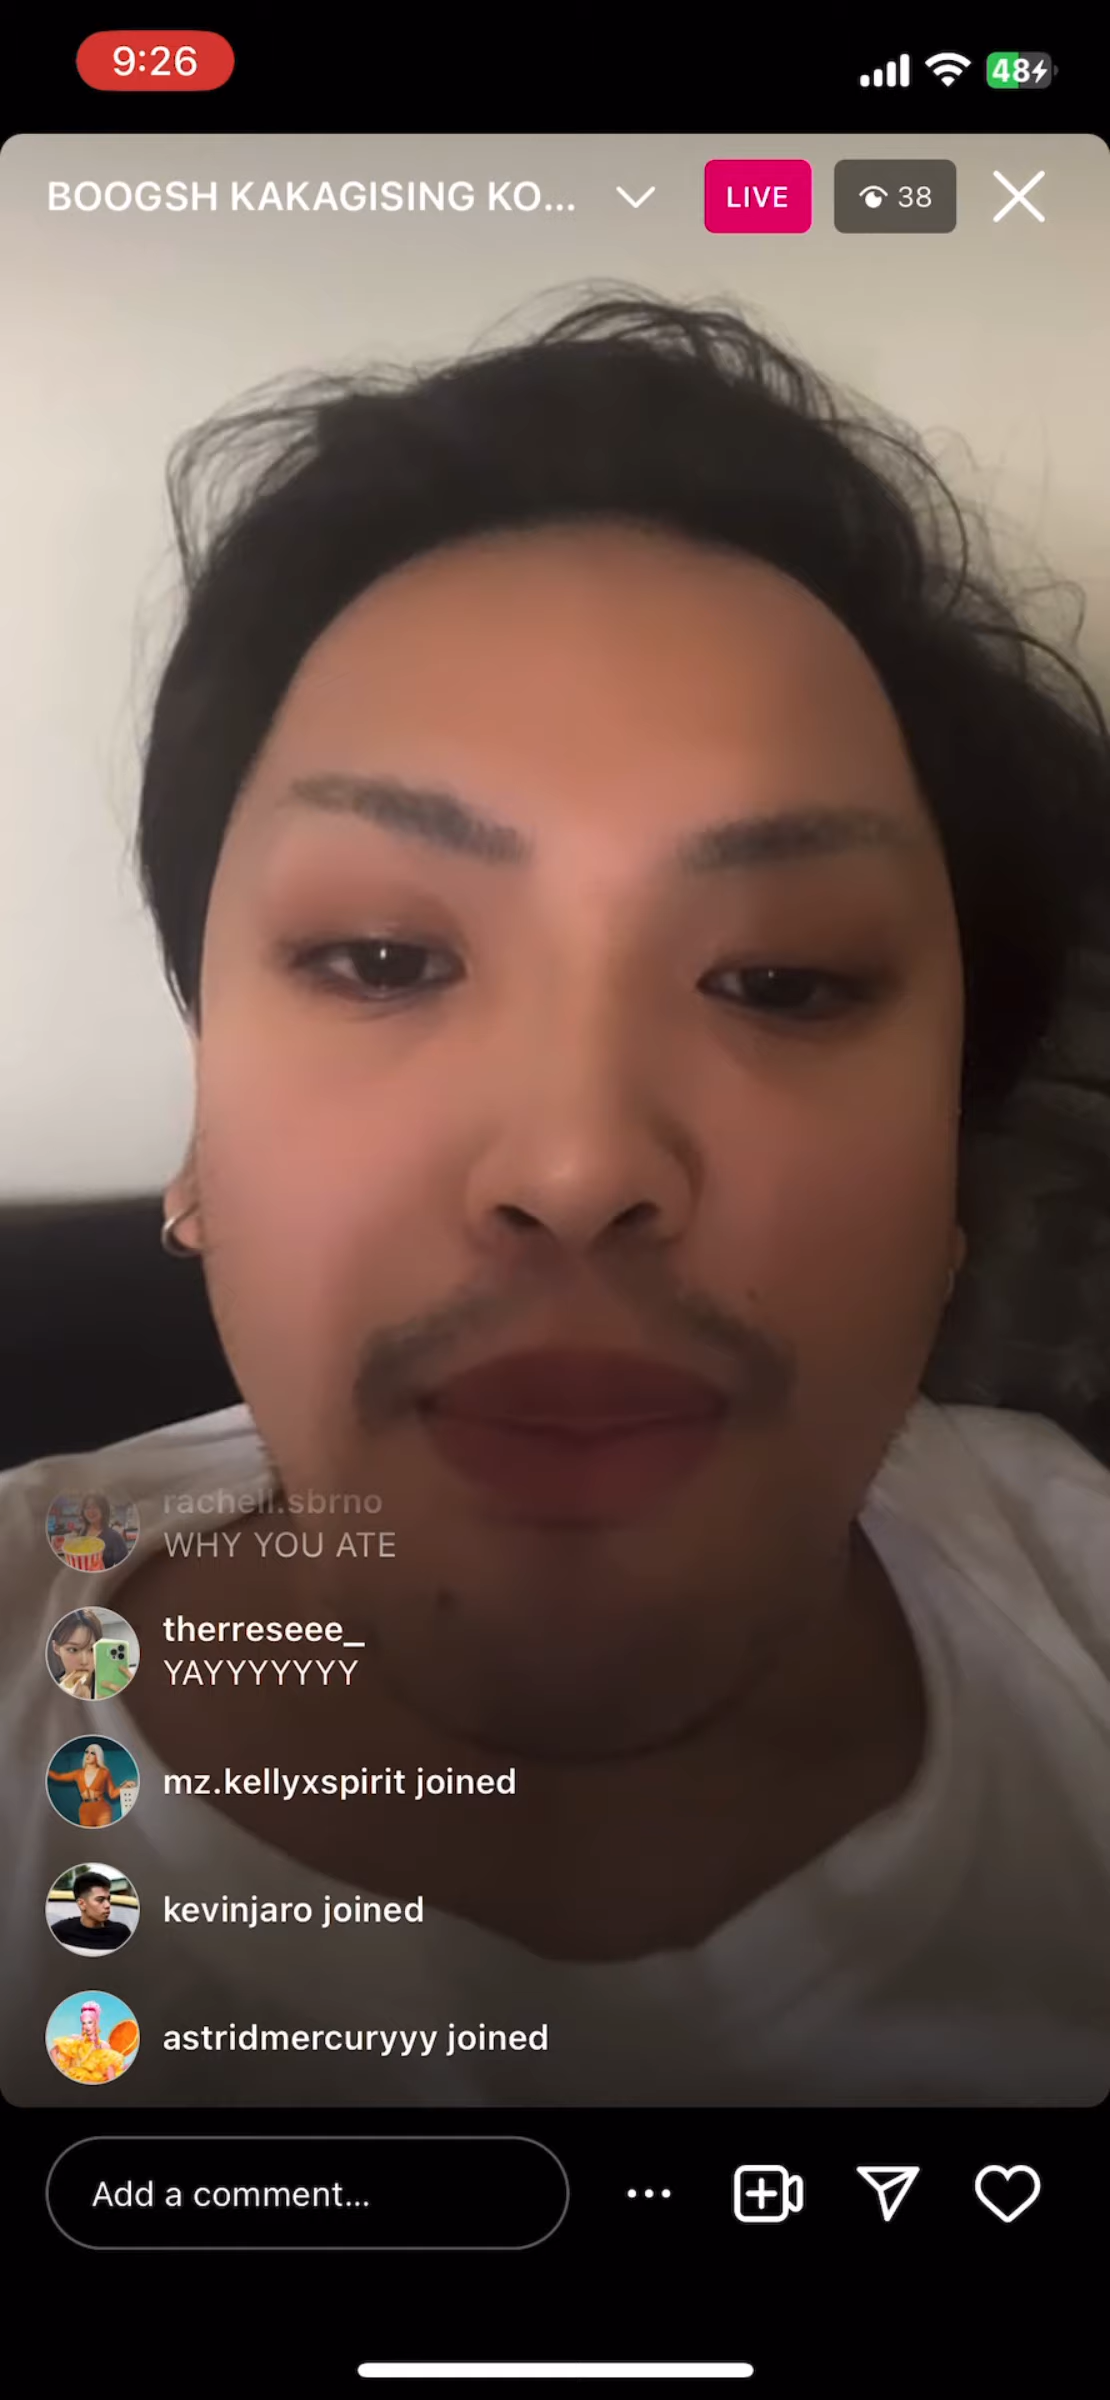 9:26
48
BOOGSH KAKAGISING KO...
LIVE
38
rachell.sbrno
WHY YOU ATE
therreseee_
YAYYYYYYY
mz.kellyxspirit joined
kevinjaro joined
astridmercuryyy joined
Add a comment...